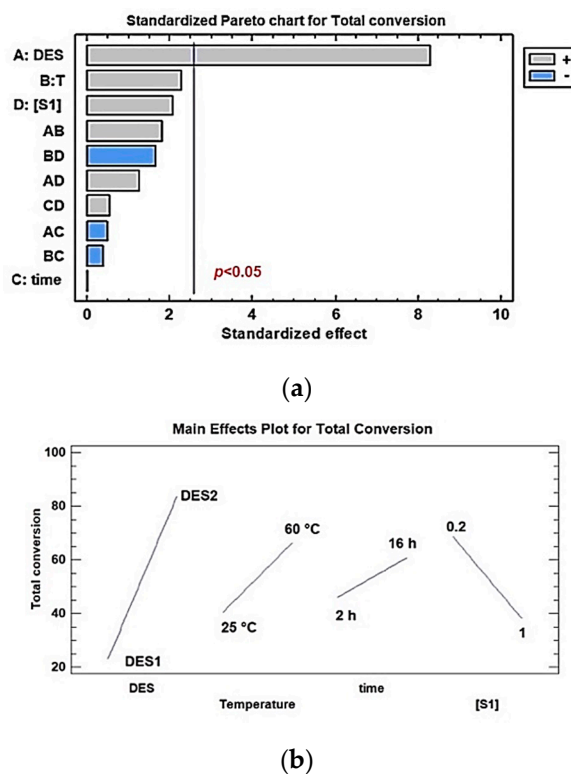 Standardized Pareto chart for Total conversion
A: DES
B:T
D: [S1]
AB
BD
AD
CD
AC
BC
C: time
+
-
p<0.05
0 2 4 6 8 10
Standardized effect
(a)
Main Effects Plot for Total Conversion
100
80
60
40
20
Total conversion
DES2
60 °C
16 h
0.2
25 °C
2 h
1
DES1
DES
time
Temperature
[S1]
(b)